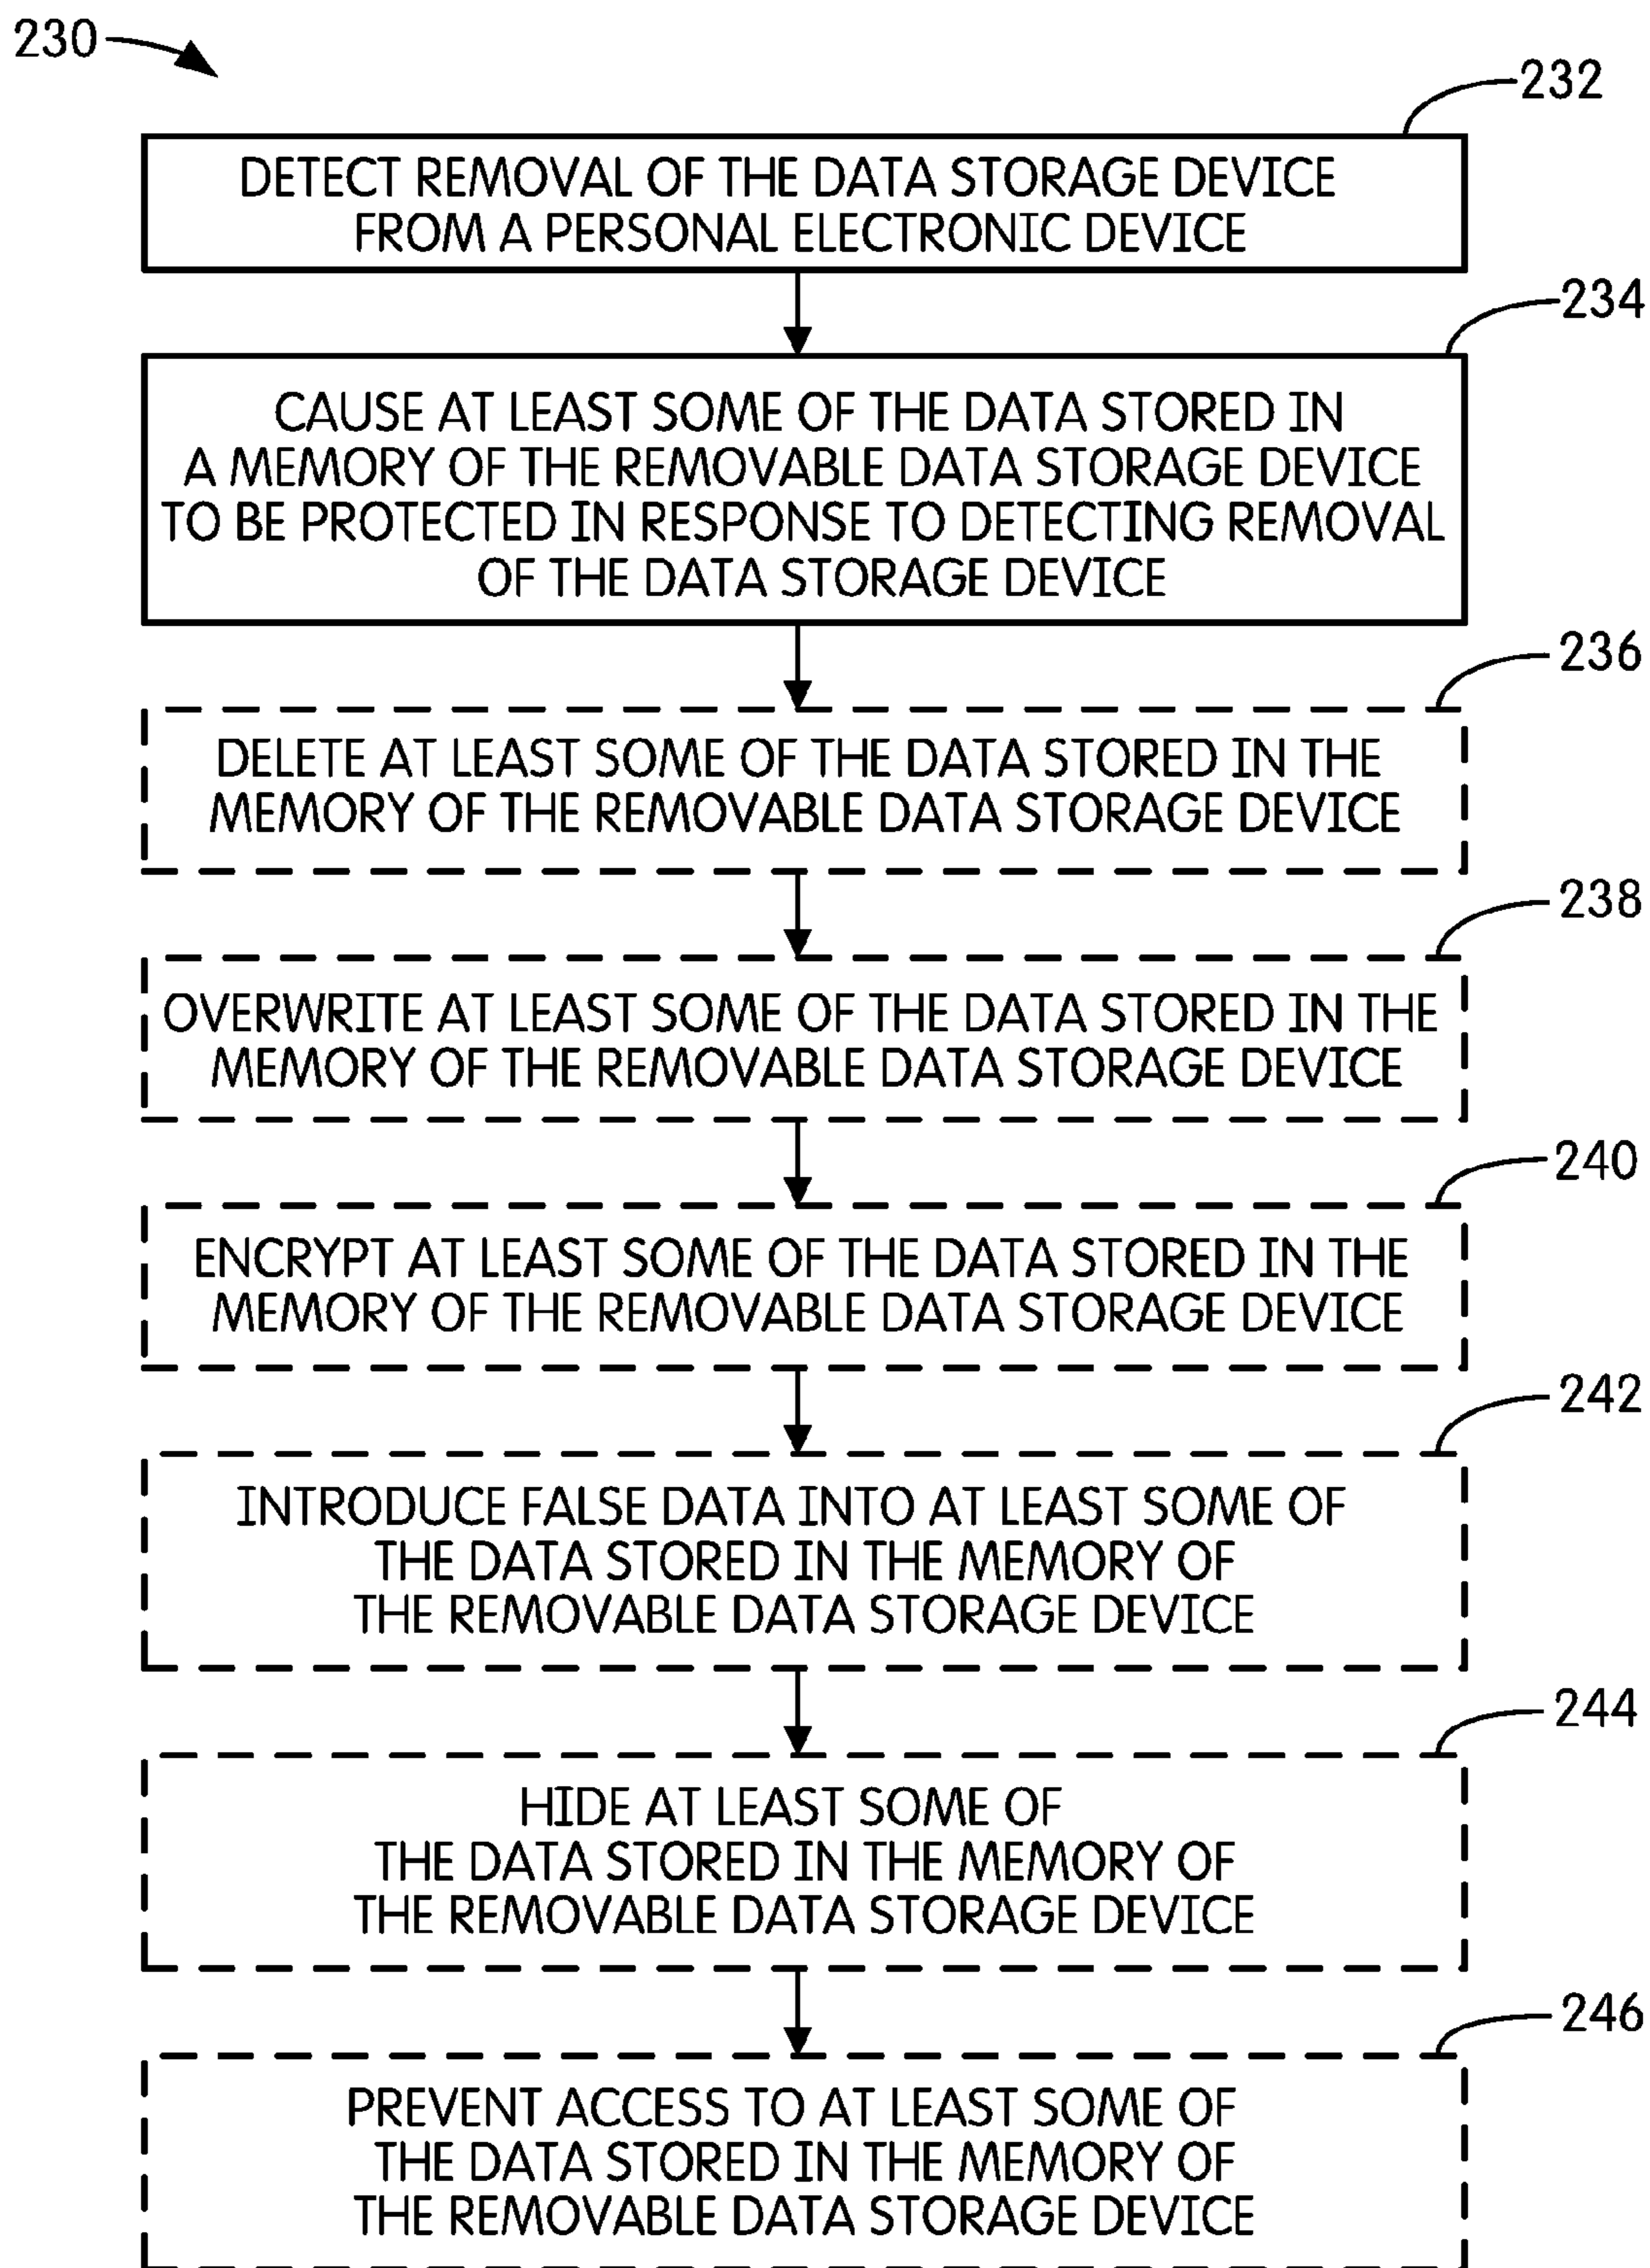 230
232
DETECT REMOVAL OF THE DATA STORAGE DEVICE
FROM A PERSONAL ELECTRONIC DEVICE
234
CAUSE AT LEAST SOME OF THE DATA STORED IN
A MEMORY OF THE REMOVABLE DATA STORAGE DEVICE
TO BE PROTECTED IN RESPONSE TO DETECTING REMOVAL
OF THE DATA STORAGE DEVICE
236
DELETE AT LEAST SOME OF THE DATA STORED IN THE
MEMORY OF THE REMOVABLE DATA STORAGE DEVICE
238
OVERWRITE AT LEAST SOME OF THE DATA STORED IN THE
MEMORY OF THE REMOVABLE DATA STORAGE DEVICE
240
ENCRYPT AT LEAST SOME OF THE DATA STORED IN THE
MEMORY OF THE REMOVABLE DATA STORAGE DEVICE
242
INTRODUCE FALSE DATA INTO AT LEAST SOME OF
THE DATA STORED IN THE MEMORY OF
THE REMOVABLE DATA STORAGE DEVICE
244
HIDE AT LEAST SOME OF
THE DATA STORED IN THE MEMORY OF
THE REMOVABLE DATA STORAGE DEVICE
246
PREVENT ACCESS TO AT LEAST SOME OF
THE DATA STORED IN THE MEMORY OF
THE REMOVABLE DATA STORAGE DEVICE